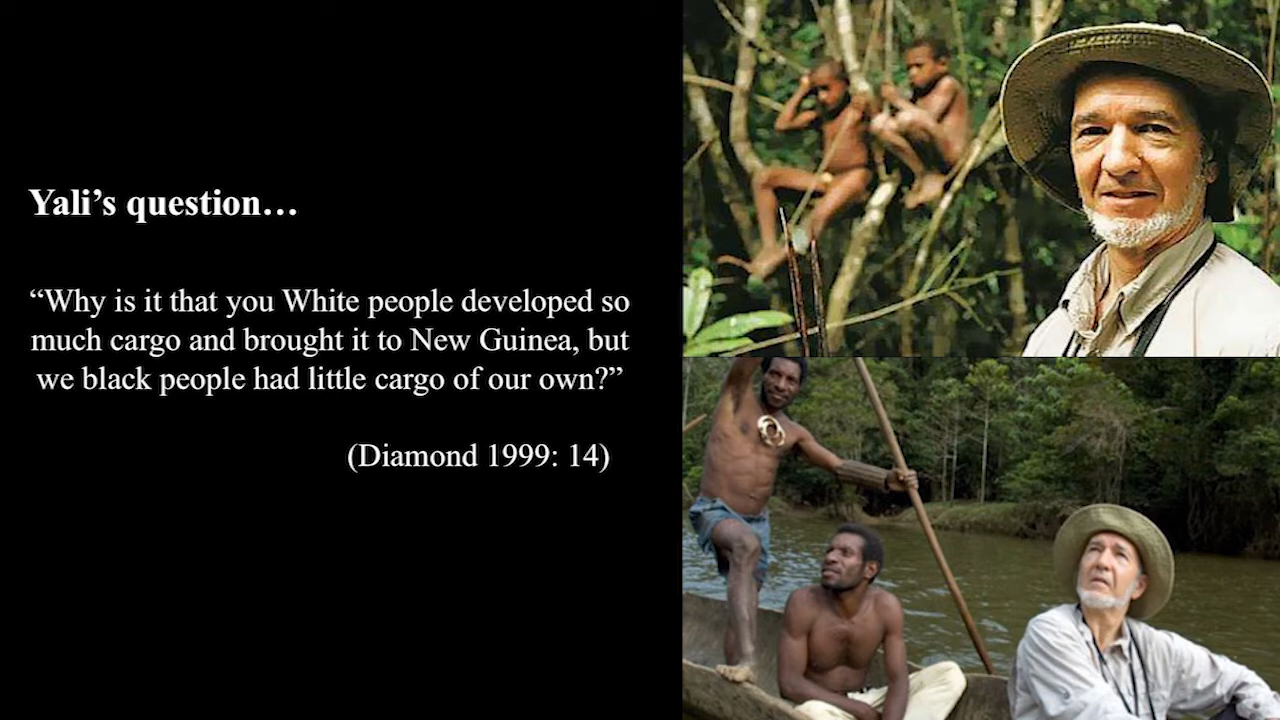 Yali’s question…
“Why is it that you White people developed so
much cargo and brought it to New Guinea, but
we black people had little cargo of our own?”
(Diamond 1999: 14)